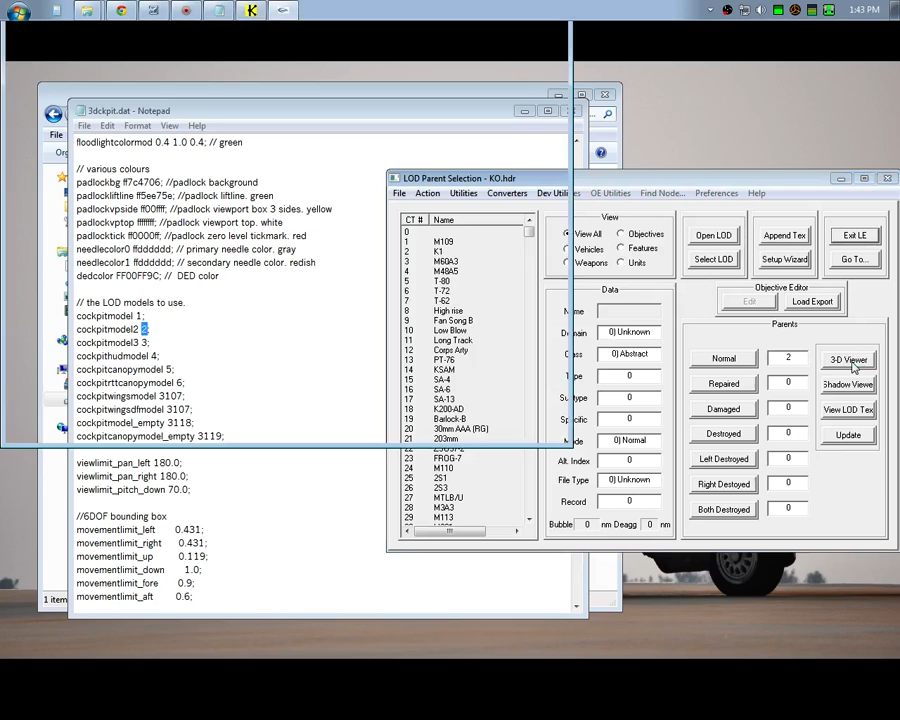 1:43 PM
3dckpit.dat - Notepad
File Edit Format View Help
floodlightcolormod 0.4 1.0 0.4; // green
// various colours
padlockbg ff7c4706; //padlock background
padlockliftline ff5ee75e; //padlock liftline. green
padlockvpside ff00ffff; //padlock viewport box 3 sides. yellow
padlockvptop ffffffff; //padlock viewport top. white
padlocktick ff0000ff; //padlock zero level tickmark. red
needlecolor0 ffdddddd; // primary needle color. gray
needlecolor1 ffdddddd; // secondary needle color. redish
dedcolor FF00FF9C; // DED color
// the LOD models to use.
cockpitmodel 1;
cockpitmodel2 2;
cockpitmodel3 3;
cockpithudmodel 4;
cockpitcanopymodel 5;
cockpitrttcanopymodel 6;
cockpitwingsmodel 3107;
cockpitwingsdfmodel 3107;
cockpitmodel_empty 3118;
cockpitcanopymodel_empty 3119;
viewlimit_pan_left 180.0;
viewlimit_pan_right 180.0;
viewlimit_pitch_down 70.0;
//6DOF bounding box
movementlimit_left 0.431;
movementlimit_right 0.431;
movementlimit_up 0.119;
movementlimit_down 1.0;
movementlimit_fore 0.9;
movementlimit_aft 0.6;
File
Org
1 item
LOD Parent Selection - KO.hdr
File Action Utilities Converters Dev Utilities OE Utilities Find Node... Preferences Help
CT # Name
0
1 M109
2 K1
3 M60A3
4 M48A5
5 T-80
6 T-72
7 T-62
8 High rise
9 Fan Song B
10 Low Blow
11 Long Track
12 Corps Arty
13 PT-76
14 KSAM
15 SA-4
16 SA-6
17 SA-13
18 K200-AD
19 Barlock-B
20 30mm AAA (RG)
21 203mm
23 FROG-7
24 M110
25 2S1
26 2S3
27 MTLB/U
28 M3A3
29 M113
View
View All Objectives
Vehicles Features
Weapons Units
Data
Name
Domain 0) Unknown
Class 0) Abstract
Type 0
Subtype 0
Specific 0
Mode 0) Normal
Alt. Index 0
File Type 0) Unknown
Record 0
Bubble 0 nm Deagg 0 nm
Open LOD Append Tex Exit LE
Select LOD Setup Wizard Go To...
Objective Editor
Edit Load Export
Parents
Normal 2 3-D Viewer
Repaired 0 Shadow Viewe
Damaged 0 View LOD Tex
Destroyed 0 Update
Left Destroyed 0
Right Destoyed 0
Both Destroyed 0